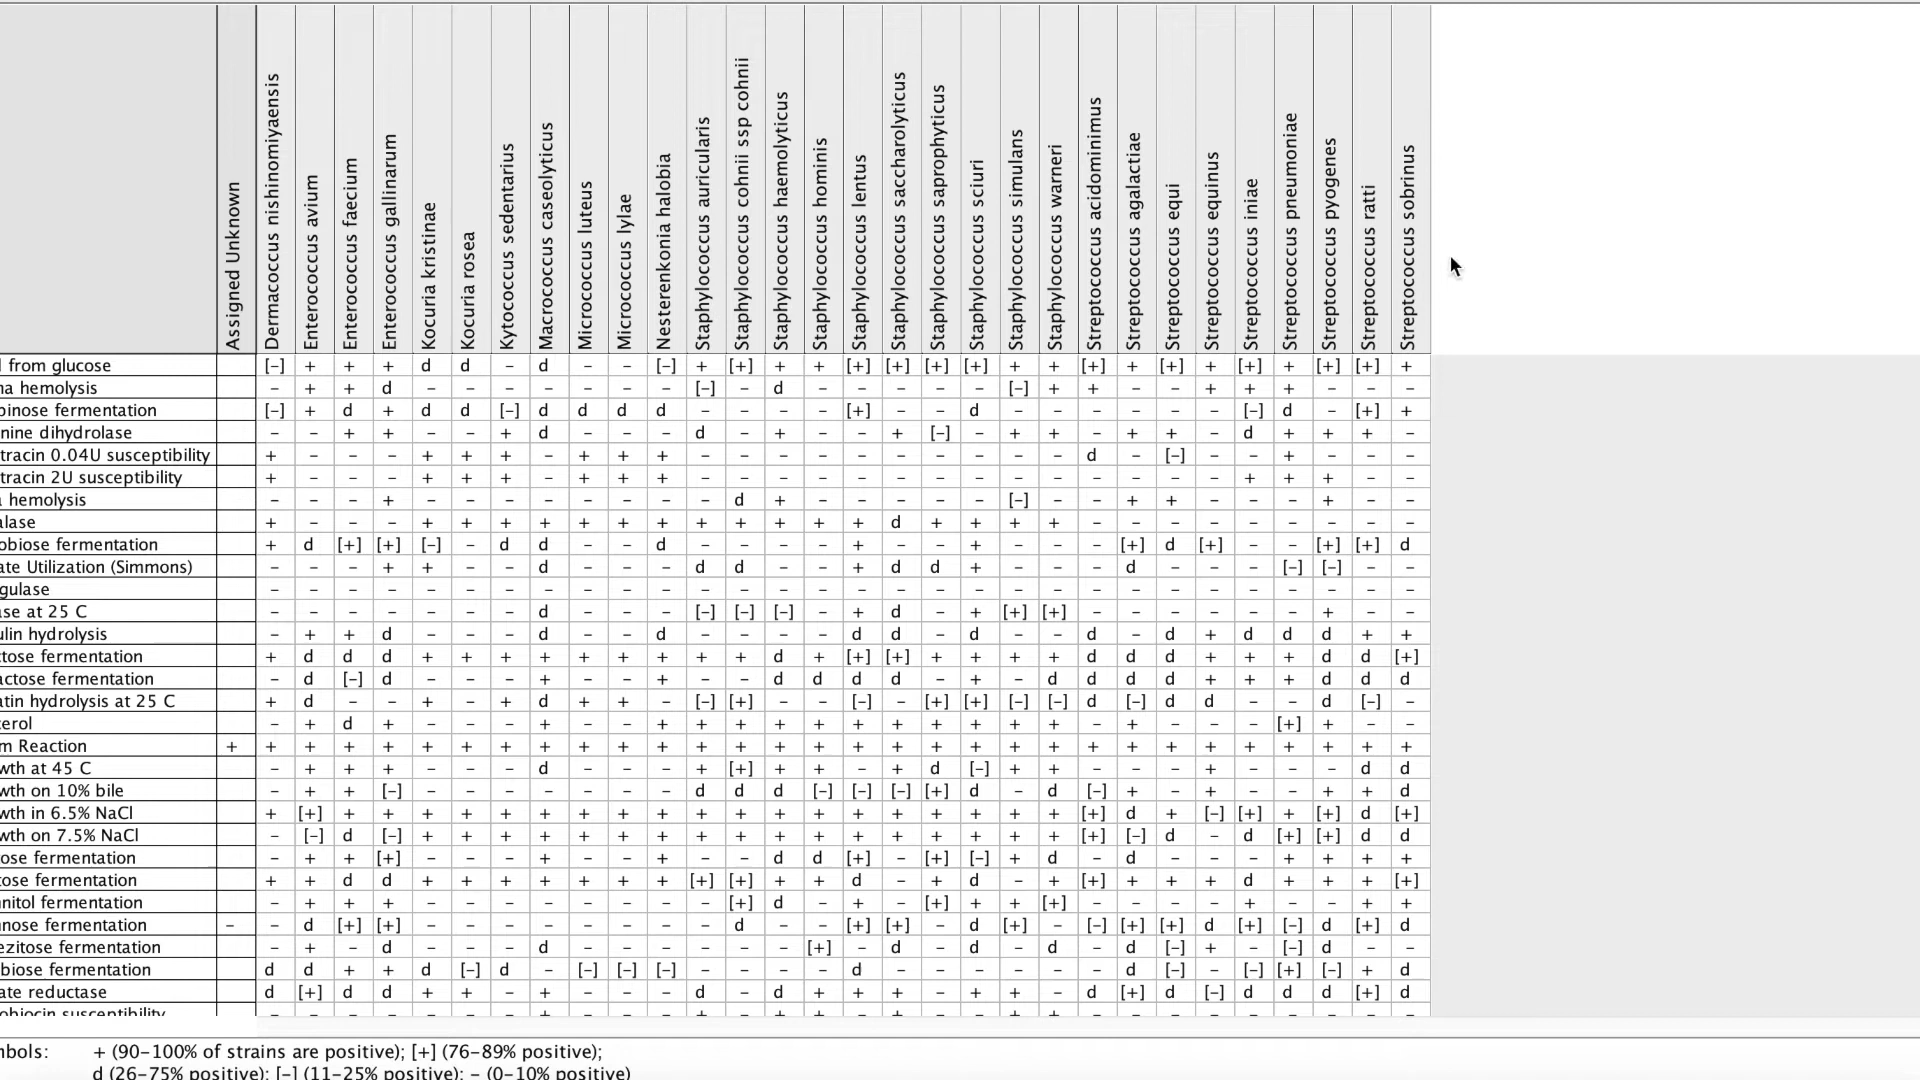 Assigned Unknown
Dermacoccus nishinomiyaensis
Enterococcus avium
Enterococcus faecium
Enterococcus gallinarum
Kocuria kristinae
Kocuria rosea
Kytococcus sedentarius
Macrococcus caseolyticus
Micrococcus luteus
Micrococcus lylae
Nesterenkonia halobia
Staphylococcus auricularis
Staphylococcus cohnii ssp cohnii
Staphylococcus haemolyticus
Staphylococcus hominis
Staphylococcus lentus
Staphylococcus saccharolyticus
Staphylococcus saprophyticus
Staphylococcus sciuri
Staphylococcus simulans
Staphylococcus warneri
Streptococcus acidominimus
Streptococcus agalactiae
Streptococcus equi
Streptococcus equinus
Streptococcus iniae
Streptococcus pneumoniae
Streptococcus pyogenes
Streptococcus ratti
Streptococcus sobrinus
l from glucose [–] + + + d d – d – – [–] + [+] + + [+] [+] [+] [+] + + [+] + [+] + [+] + [+] [+] +
na hemolysis – + + d – – – – – – – [–] – d – – – – – [–] + + – – + + + – – –
binose fermentation [–] + d + d d [–] d d d d – – – – [+] – – d – – – – – – [–] d – [+] +
nine dihydrolase – – + + – – + d – – – d – + – – + [–] – + + – + + – d + + + –
tracin 0.04U susceptibility + – – – + + + – + + + – – – – – – – – – – d – [–] – – + – – –
tracin 2U susceptibility + – – – + + + – + + + – – – – – – – – – – – – – – + + + – –
a hemolysis – – – + – – – – – – – – d + – – – – – [–] – – + + – – – + – –
alase + – – – + + + + + + + + + + + + d + + + + – – – – – – – – –
obiose fermentation + d [+] [+] [–] – d d – – d – – – – + – – + – – – [+] d [+] – – [+] [+] d
ate Utilization (Simmons) – – – + + – – d – – – d d – – + d d + – – – d – – – [–] [–] – –
gulase – – – – – – – – – – – – – – – – – – – – – – – – – – – – – –
ase at 25 C – – – – – – – d – – – [–] [–] [–] – + d – + [+] [+] – – – – – – + – –
ulin hydrolysis – + + d – – – d – – d – – – – d d – d – – d – d + d d d + +
ctose fermentation + d d d + + + + + + + + + d + [+] [+] + + + + d d d + + + d d [+]
actose fermentation – d [–] d – – – + – – + – – d d d d – + – d d d d + + + d d d
atin hydrolysis at 25 C + d – – + – + d + + – [–] [+] – – [–] – [+] [+] [–] [–] d [–] d d – – d [–] –
terol – + d + – – – + – – + + + + + + + + + + + – + – – – [+] + – –
m Reaction + + + + + + + + + + + + + + + + + + + + + + + + + + + + + + +
wth at 45 C – + + + – – – d – – – + [+] + + – + d [–] + + – – – + – – – d d
wth on 10% bile – + + [–] – – – – – – – d d d [–] [–] [–] [+] d – d [–] + – + – – + + d
wth in 6.5% NaCl + [+] + + + + + + + + + + + + + + + + + + + [+] d + [–] [+] + [+] d [+]
wth on 7.5% NaCl – [–] d [–] + + + + + + + + + + + + + + + + + [+] [–] d – d [+] [+] d d
ose fermentation – + + [+] – – – + – – + – – d d [+] – [+] [–] + d – d – – – + + + +
tose fermentation + + d d + + + + + + + [+] [+] + + d – + d – + [+] + + + d + + + [+]
nnitol fermentation – + + + – – – – – – – – [+] d – + – [+] + + [+] – – – – + – – + +
nose fermentation – – d [+] [+] – – – – – – – – d – – [+] [+] – d [+] – [–] [+] [+] d [+] [–] d [+] d
ezitose fermentation – + – d – – – d – – – – – – [+] – d – d – d – d [–] + – [–] d – –
biose fermentation d d + + d [–] d – [–] [–] [–] – – – – d – – – – – – d [–] – [–] [+] [–] + d
ate reductase d [+] d d + + – + – – – d – d + + + – + + – d [+] d [–] d d d [+] d
obiocin susceptibility – – – – – – – + – – – + – + + – + – – + + – – – – – – – – –
mbols: + (90–100% of strains are positive); [+] (76–89% positive);
d (26–75% positive); [–] (11–25% positive); – (0–10% positive)